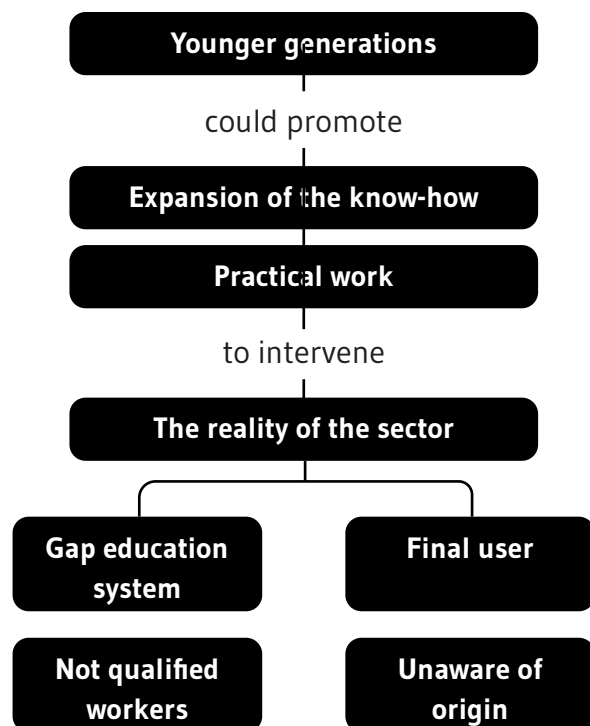 Younger generations
could promote
Expansion of the know-how
Practical work
to intervene
The reality of the sector
Gap education
system
Final user
Not qualified
workers
Unaware of
origin